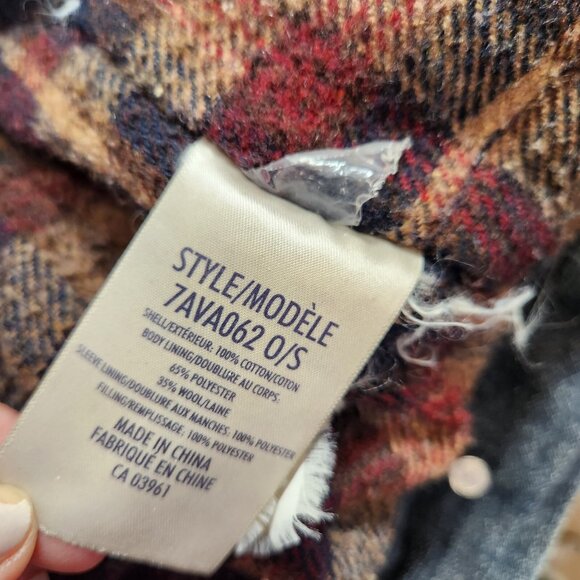 STYLE/MODÈLE
7AVA062 O/S
SHELL/EXTÉRIEUR: 100% COTTON/COTON
BODY LINING/DOUBLURE AU CORPS:
65% POLYESTER
35% WOOL/LAINE
SLEEVE LINING/DOUBLURE AUX MANCHES: 100% POLYESTER
FILLING/REMPLISSAGE: 100% POLYESTER
MADE IN CHINA
FABRIQUÉ EN CHINE
CA 03961